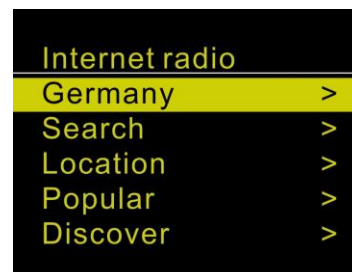 Internet radio
Germany >
Search >
Location >
Popular >
Discover >